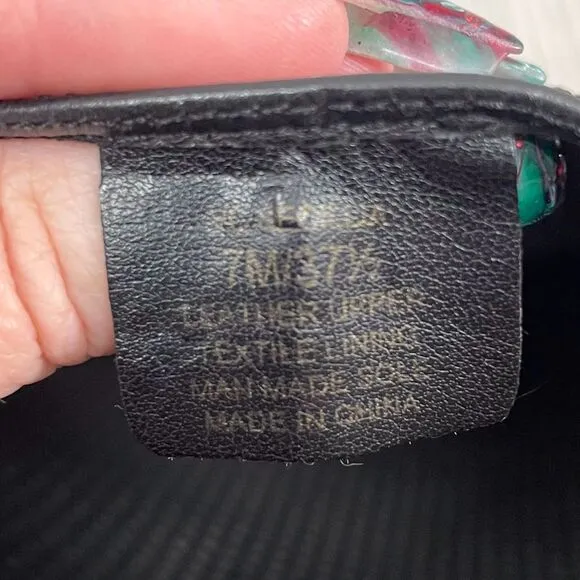 7M/37½
LEATHER UPPER
TEXTILE LINING
MAN MADE SOLE
MADE IN CHINA